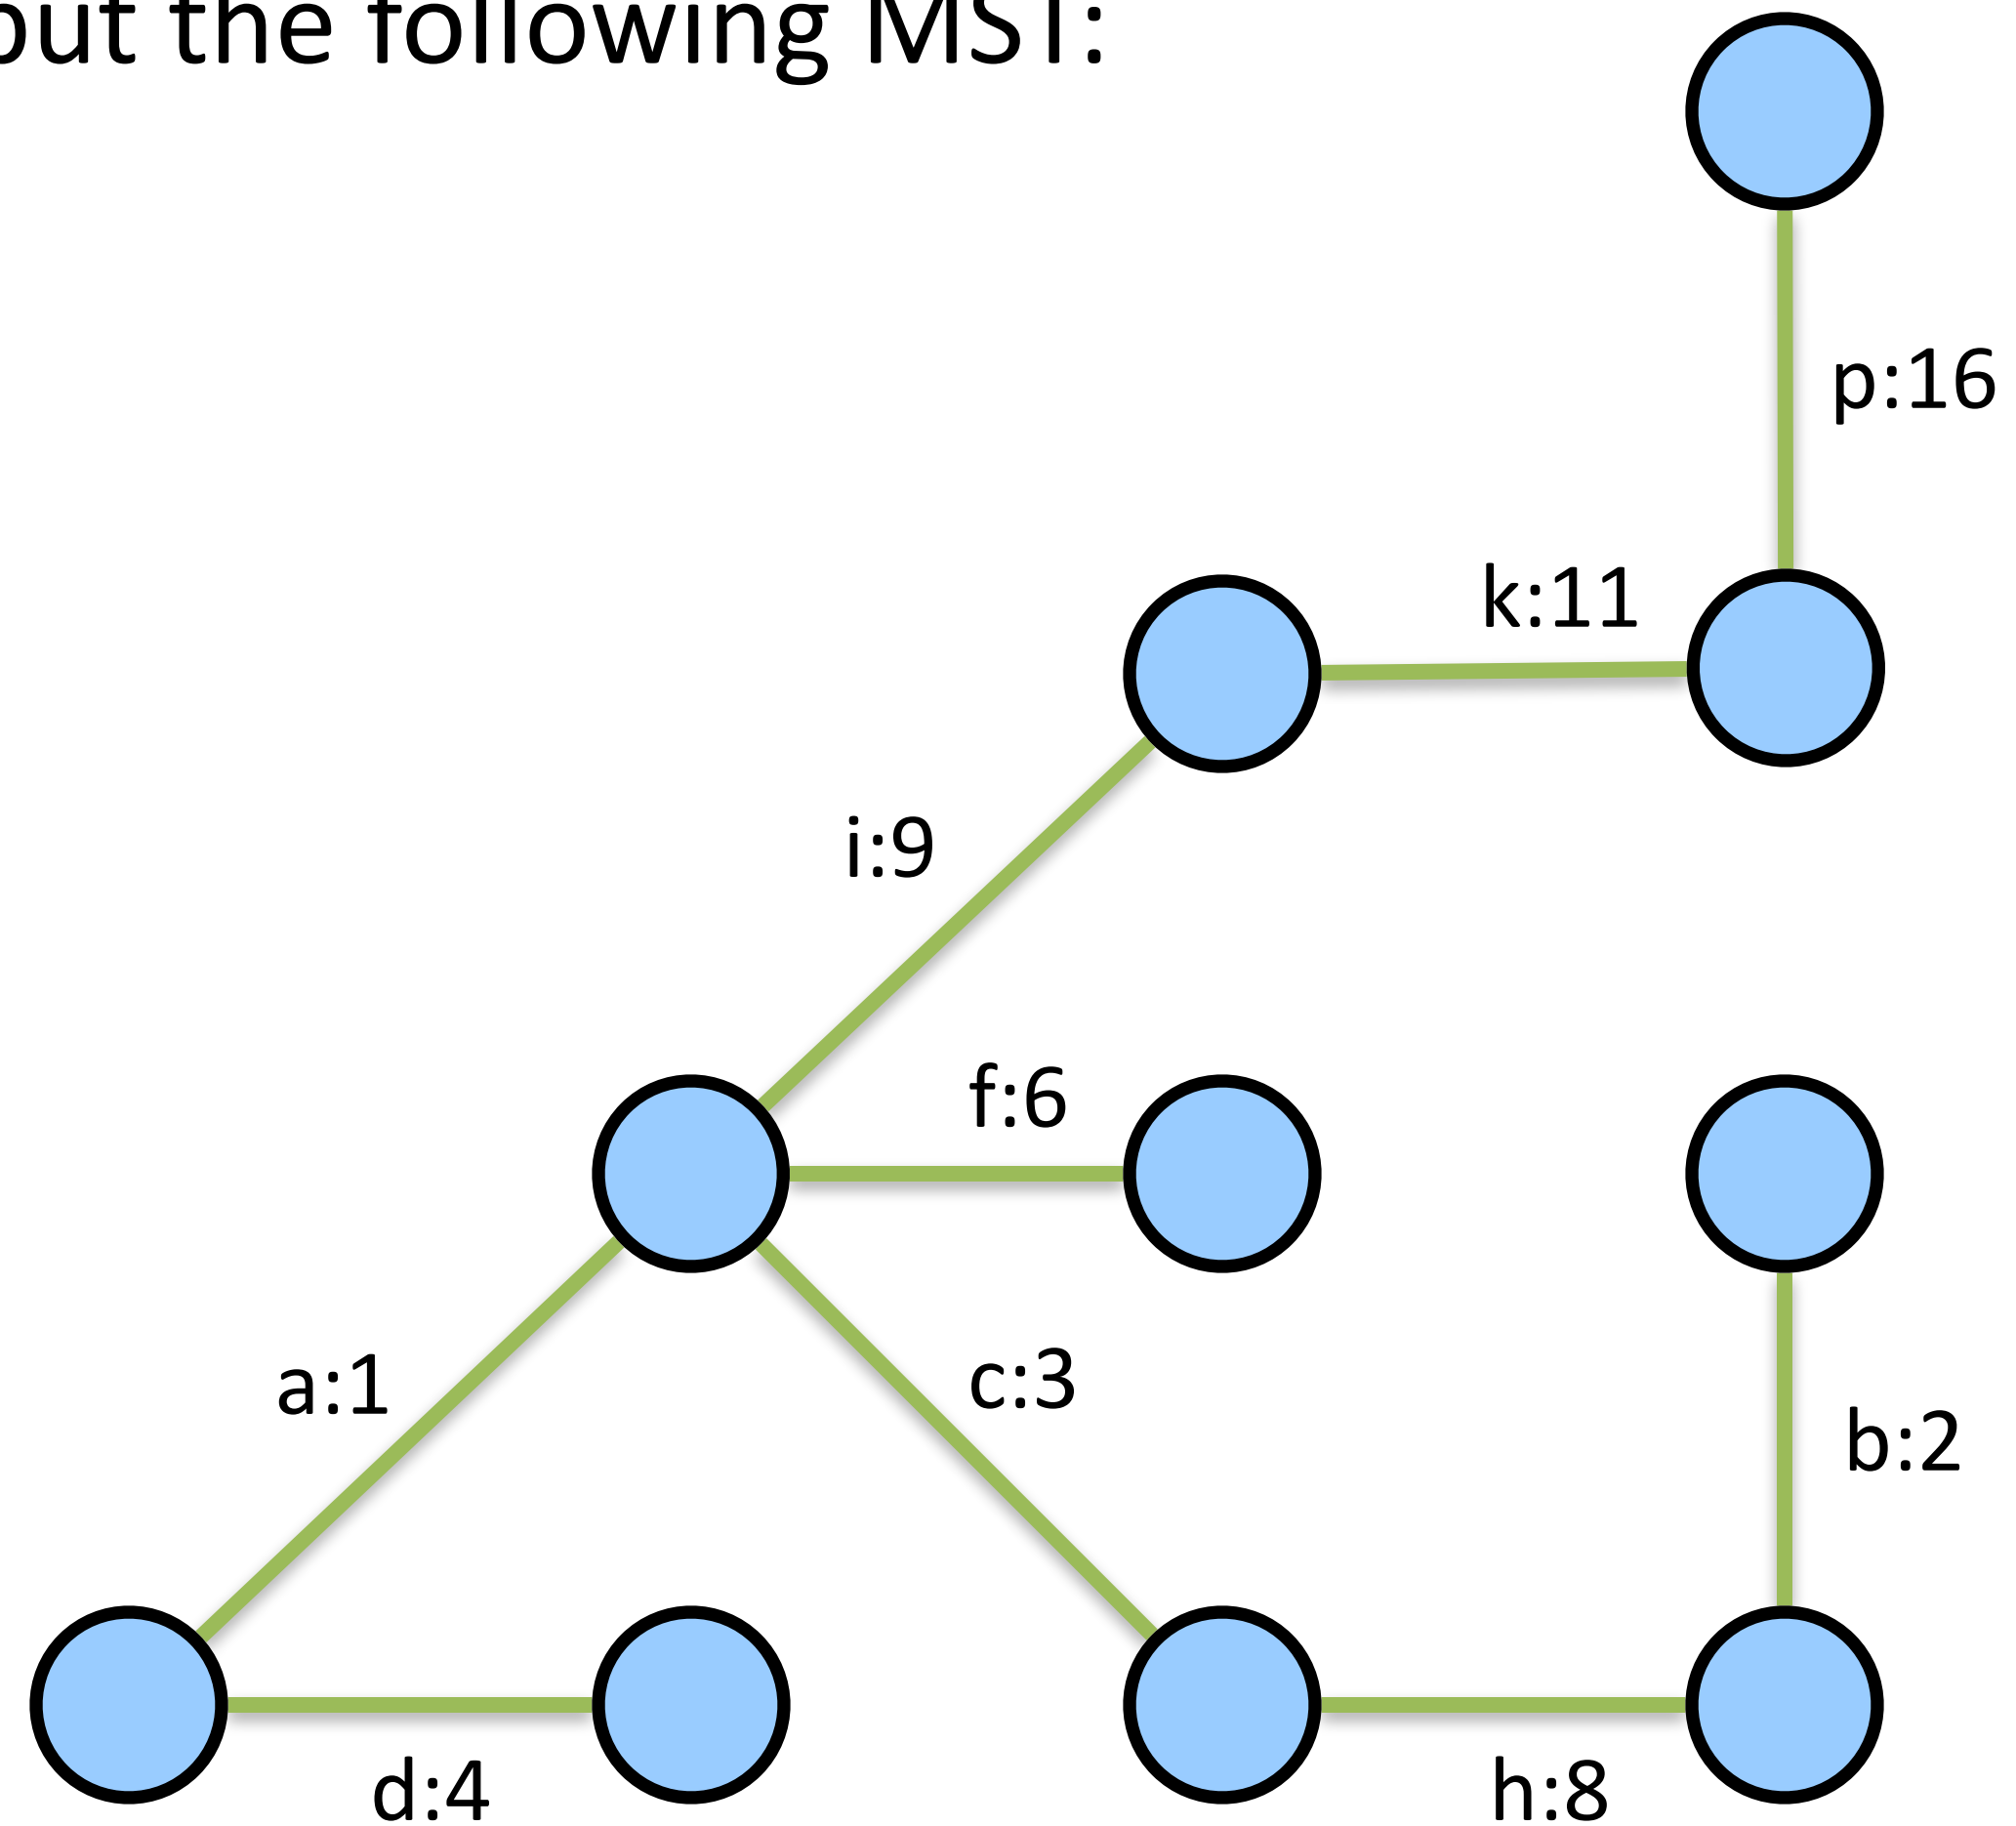 out the following MST:
p:16
k:11
i:9
f:6
a:1
c:3
b:2
d:4
h:8